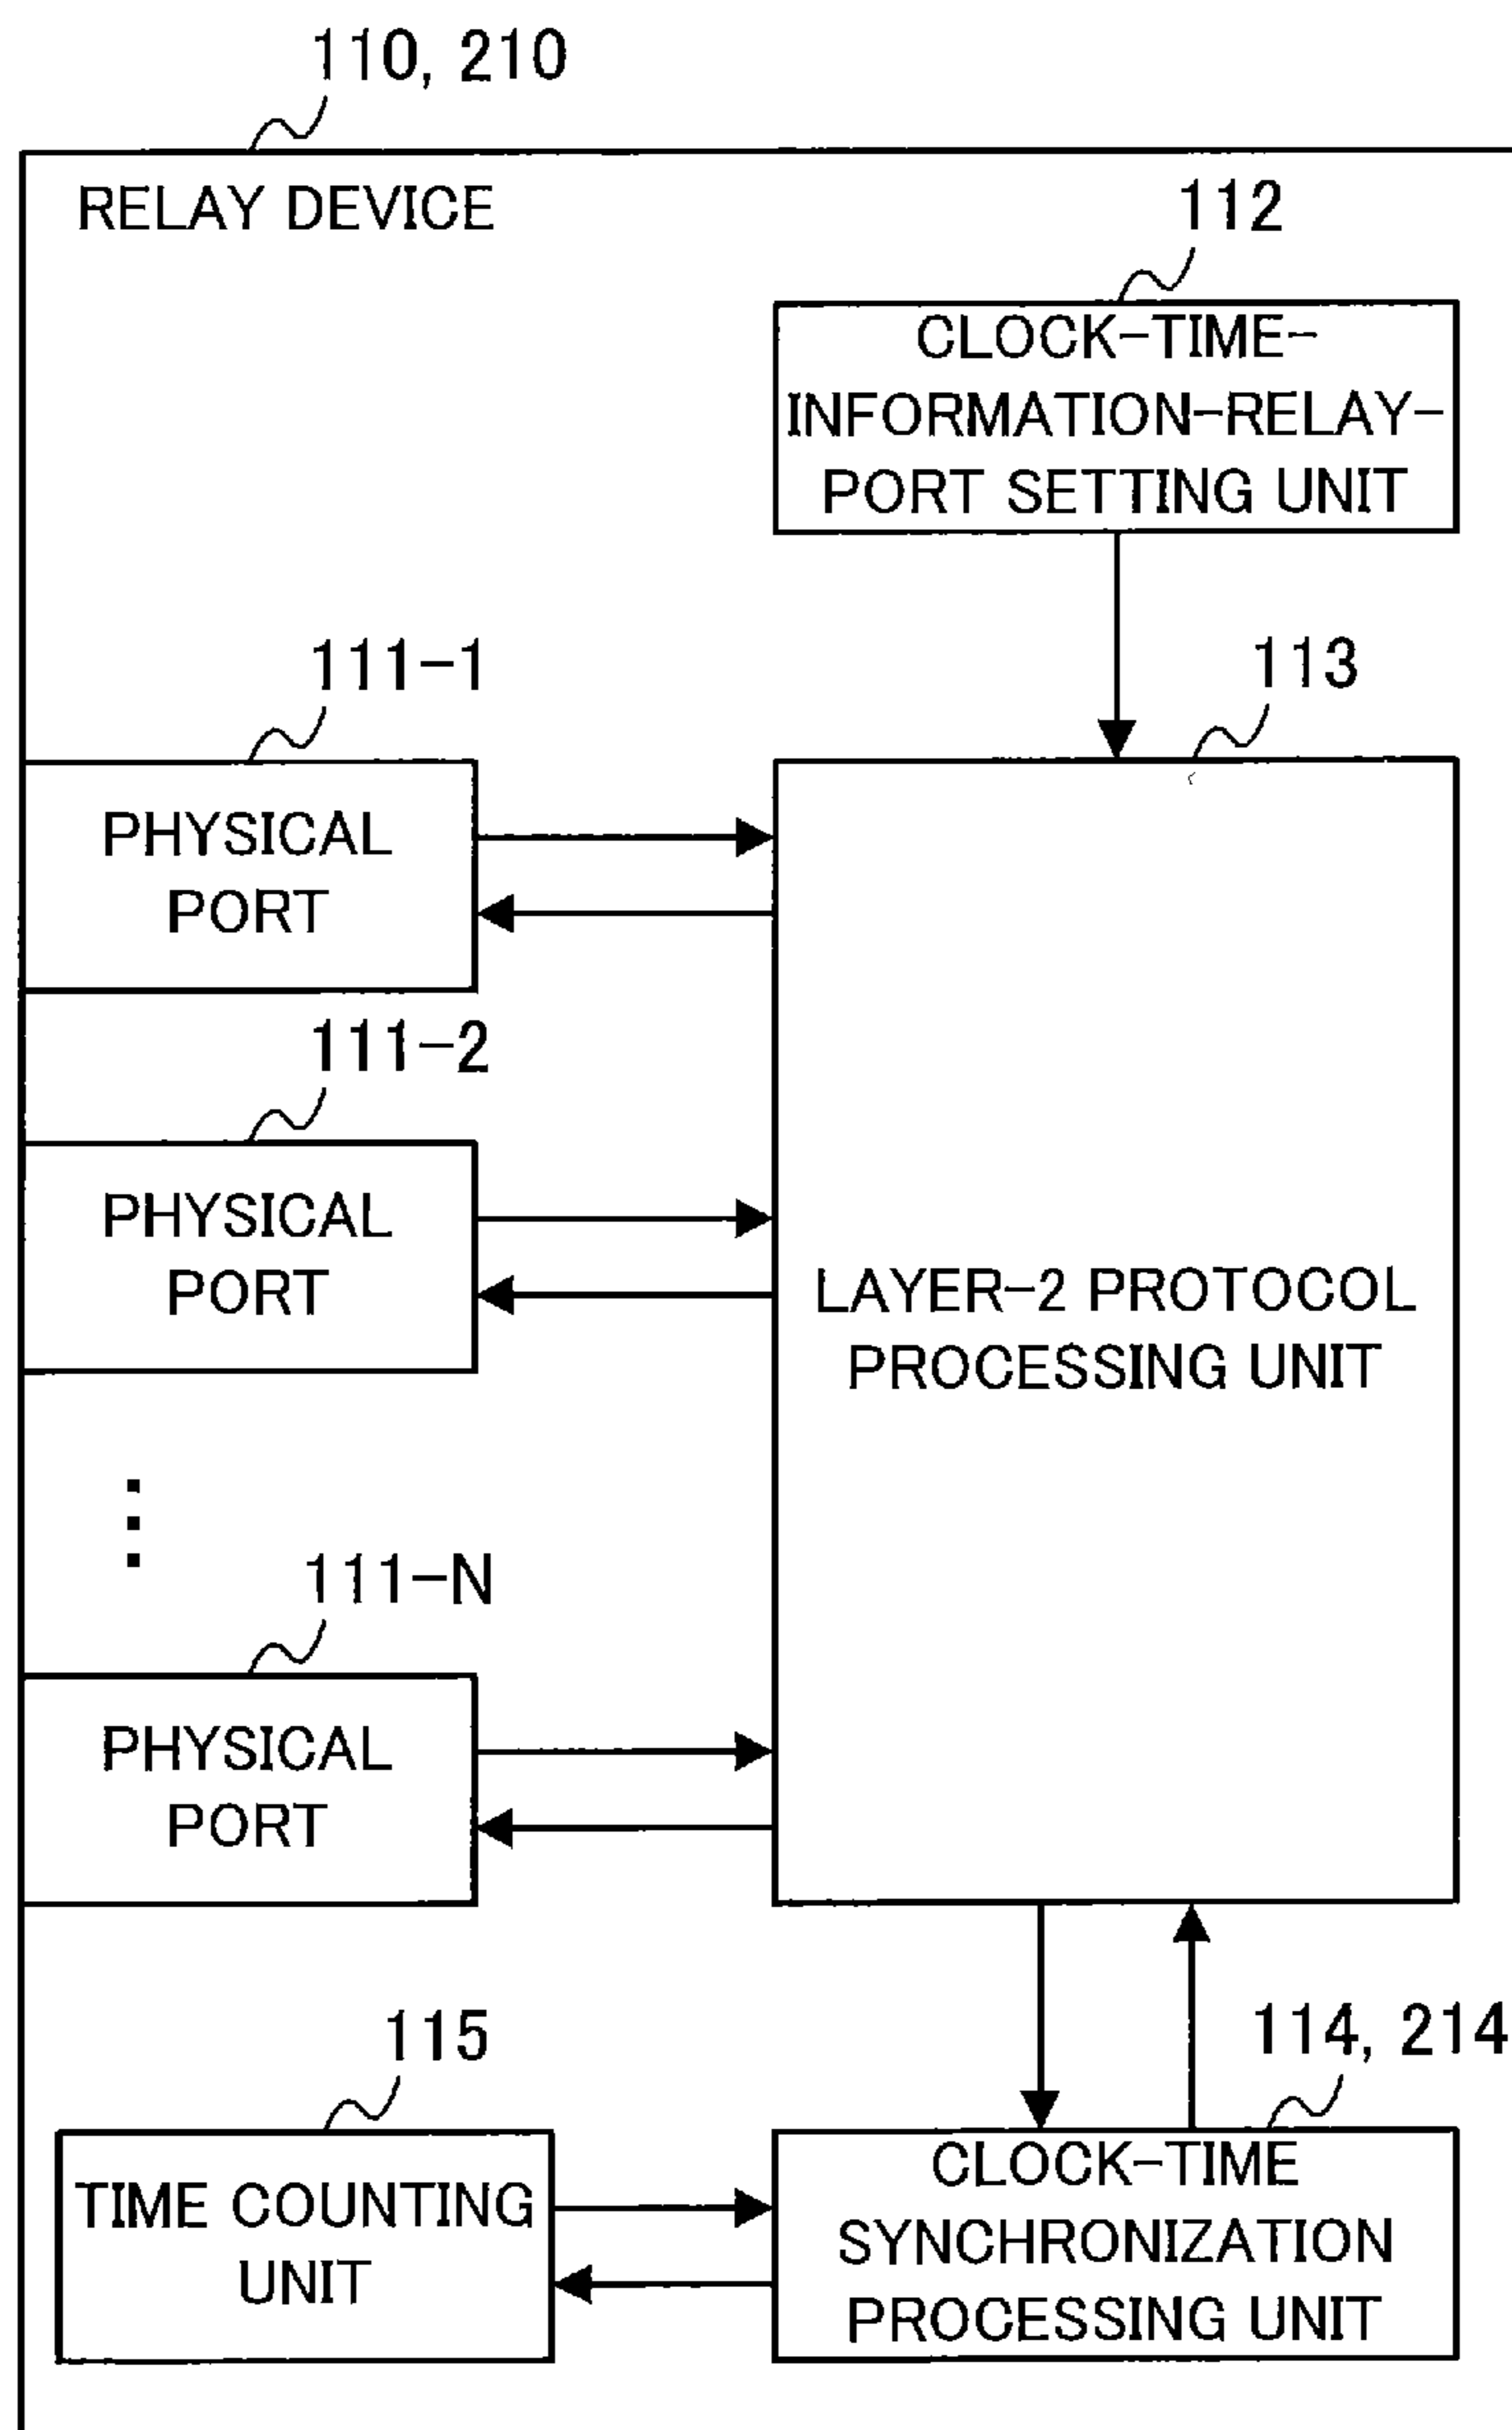 110, 210
RELAY DEVICE
112
CLOCK-TIME-
INFORMATION-RELAY-
PORT SETTING UNIT
111-1
113
PHYSICAL
PORT
111-2
PHYSICAL
PORT
LAYER-2 PROTOCOL
PROCESSING UNIT
111-N
PHYSICAL
PORT
115
114, 214
TIME COUNTING
UNIT
CLOCK-TIME
SYNCHRONIZATION
PROCESSING UNIT